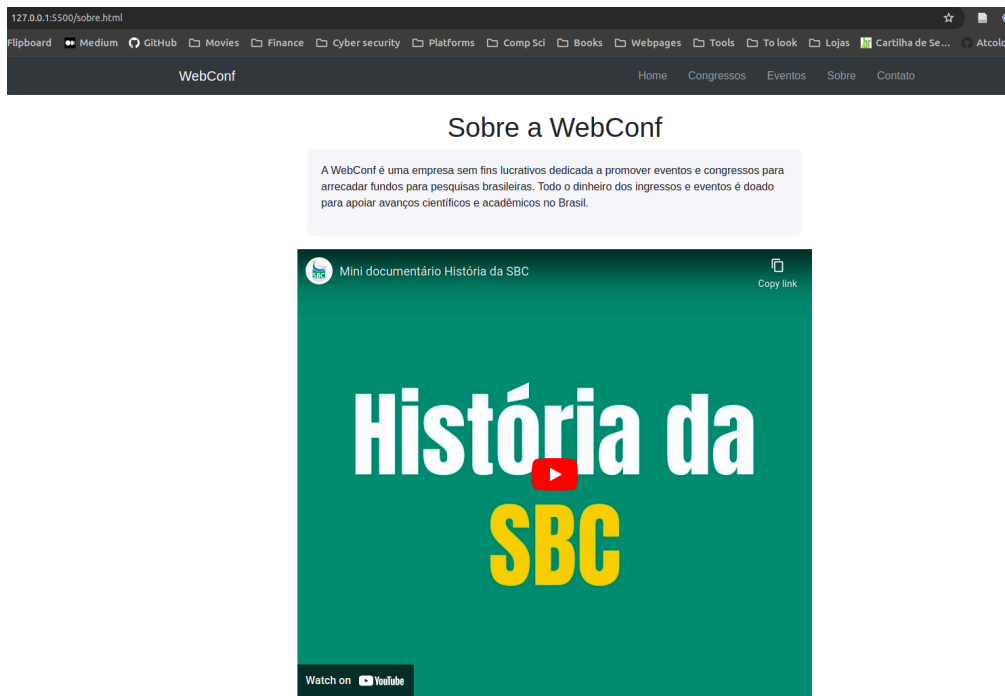 127.0.0.1:5500/sobre.html
Flipboard Medium GitHub Movies Finance Cyber security Platforms Comp Sci Books Webpages Tools To look Lojas Cartilha de Se...
WebConf Home Congressos Eventos Sobre Contato
Sobre a WebConf
A WebConf é uma empresa sem fins lucrativos dedicada a promover eventos e congressos para
arrecadar fundos para pesquisas brasileiras. Todo o dinheiro dos ingressos e eventos é doado
para apoiar avanços científicos e acadêmicos no Brasil.
SBC Mini documentário História da SBC
Copy link
História da
SBC
Watch on YouTube